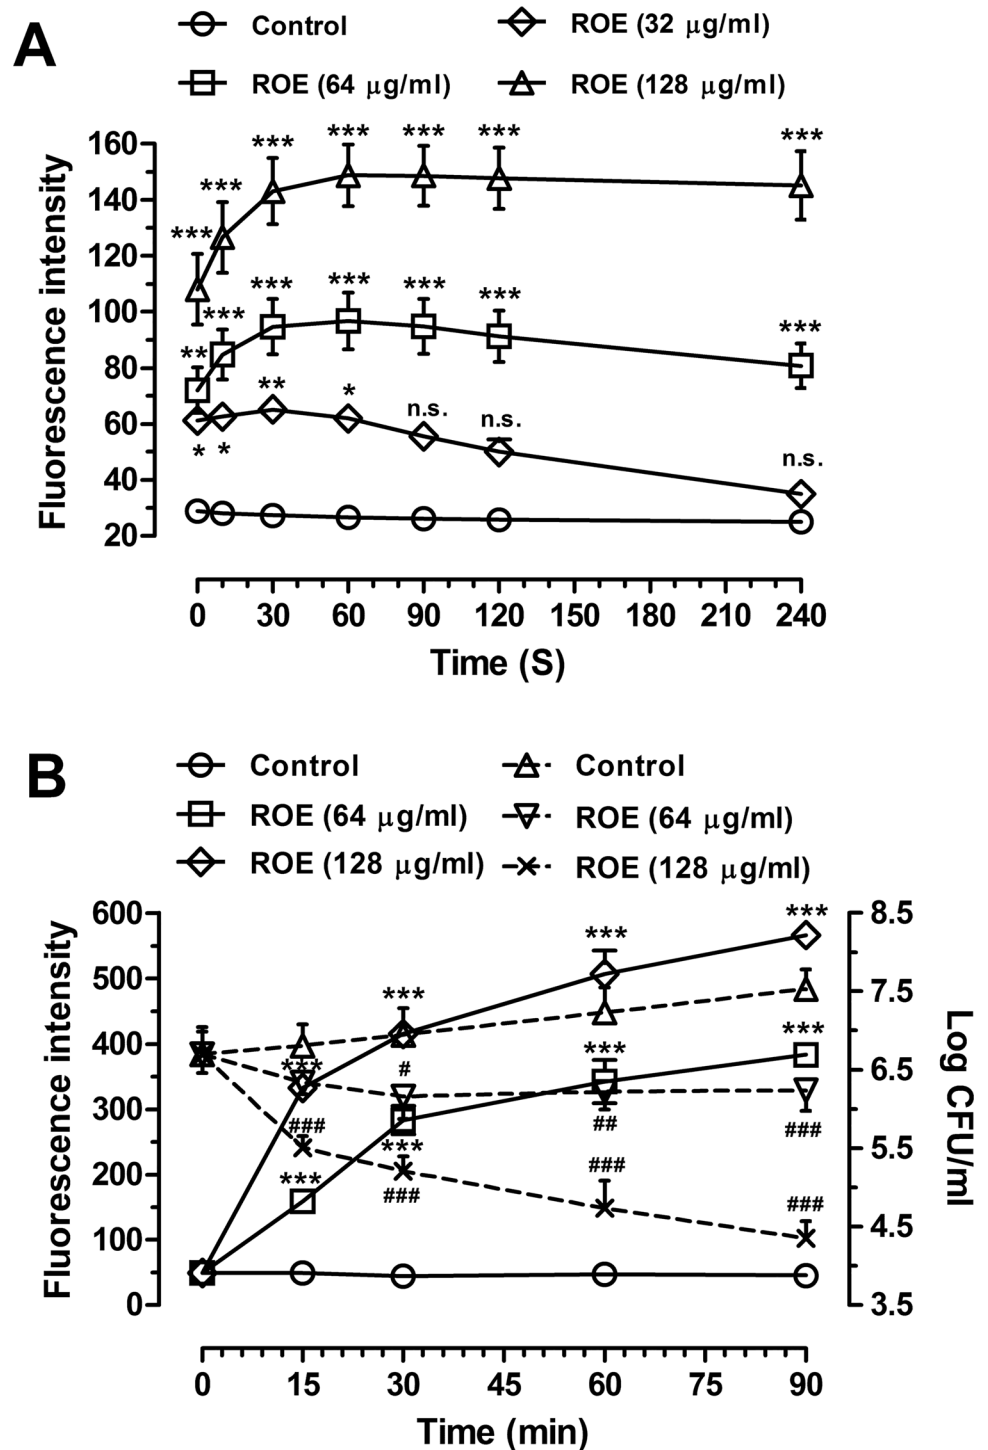 A
Control
ROE (32 μg/ml)
ROE (64 μg/ml)
ROE (128 μg/ml)
Fluorescence intensity
160
140
120
100
80
60
40
20
*** *** *** *** *** *** ***
** *** *** *** *** *** ***
* * ** * n.s. n.s. n.s.
0 30 60 90 120 150 180 210 240
Time (S)
B
Control
Control
ROE (64 μg/ml)
ROE (64 μg/ml)
ROE (128 μg/ml)
ROE (128 μg/ml)
Fluorescence intensity
600
500
400
300
200
100
0
*** *** *** ***
*** *** *** ***
# ## ###
### ### ### ###
8.5
7.5
6.5
5.5
4.5
3.5
Log CFU/ml
0 15 30 45 60 75 90
Time (min)